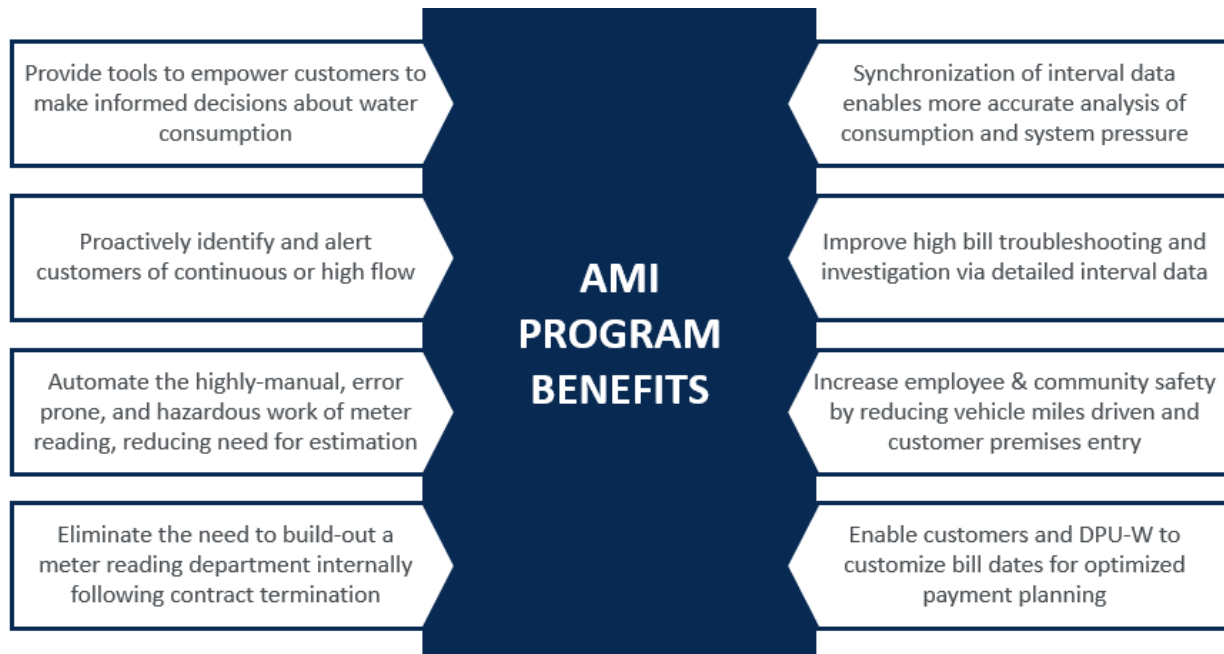 Provide tools to empower customers to
make informed decisions about water
consumption
Proactively identify and alert
customers of continuous or high flow
Automate the highly-manual, error
prone, and hazardous work of meter
reading, reducing need for estimation
Eliminate the need to build-out a
meter reading department internally
following contract termination
AMI
PROGRAM
BENEFITS
Synchronization of interval data
enables more accurate analysis of
consumption and system pressure
Improve high bill troubleshooting and
investigation via detailed interval data
Increase employee & community safety
by reducing vehicle miles driven and
customer premises entry
Enable customers and DPU-W to
customize bill dates for optimized
payment planning